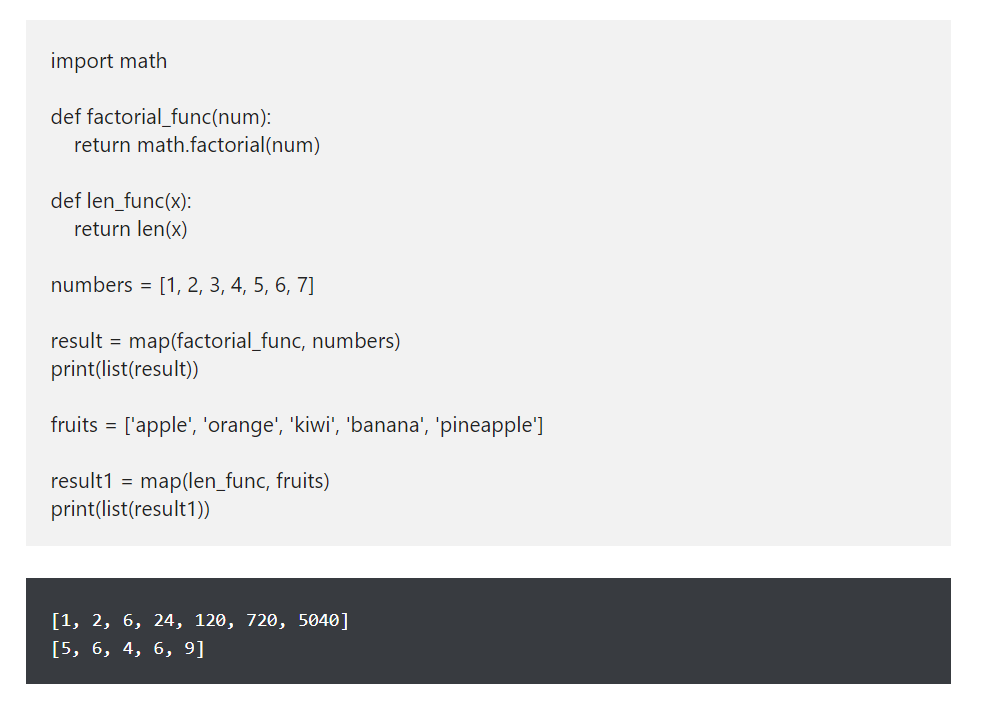 import math
def factorial_func(num):
    return math.factorial(num)
def len_func(x):
    return len(x)
numbers = [1, 2, 3, 4, 5, 6, 7]
result = map(factorial_func, numbers)
print(list(result))
fruits = ['apple', 'orange', 'kiwi', 'banana', 'pineapple']
result1 = map(len_func, fruits)
print(list(result1))
[1, 2, 6, 24, 120, 720, 5040]
[5, 6, 4, 6, 9]